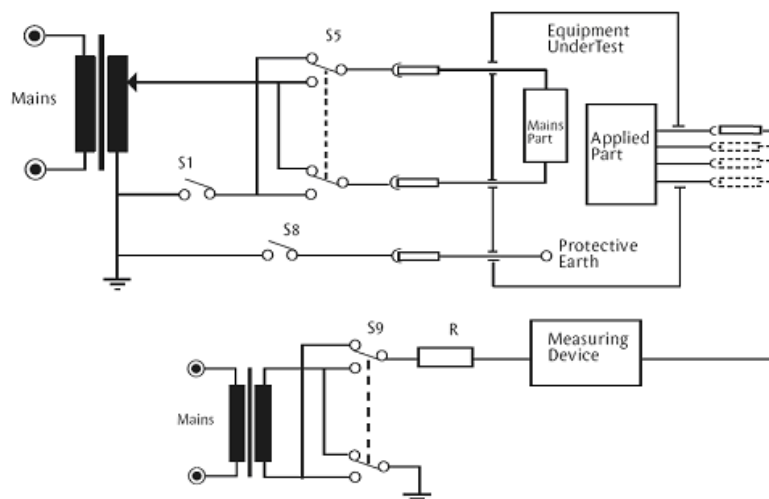 S5
Equipment
UnderTest
Mains
Mains
Part
Applied
Part
S1
S8
Protective
Earth
S9
R
Measuring
Device
Mains